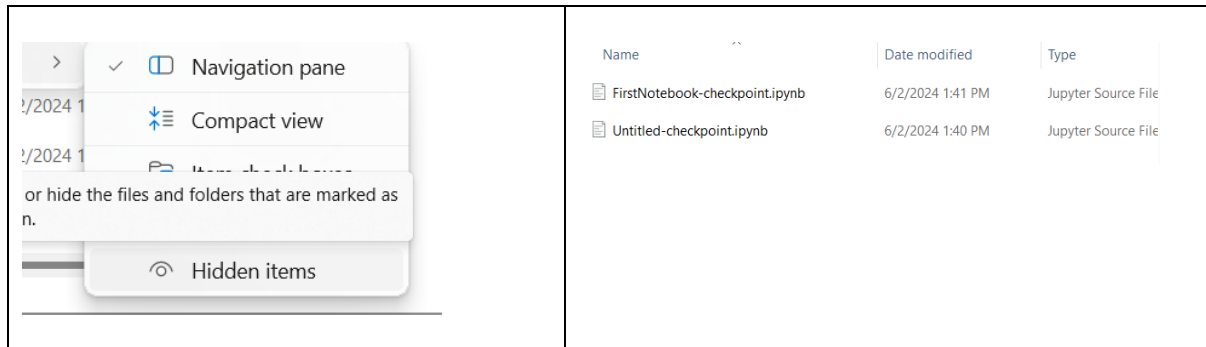 Navigation pane
2/2024 1
Compact view
2/2024 1
or hide the files and folders that are marked as
n.
Hidden items
Name Date modified Type
FirstNotebook-checkpoint.ipynb 6/2/2024 1:41 PM Jupyter Source File
Untitled-checkpoint.ipynb 6/2/2024 1:40 PM Jupyter Source File